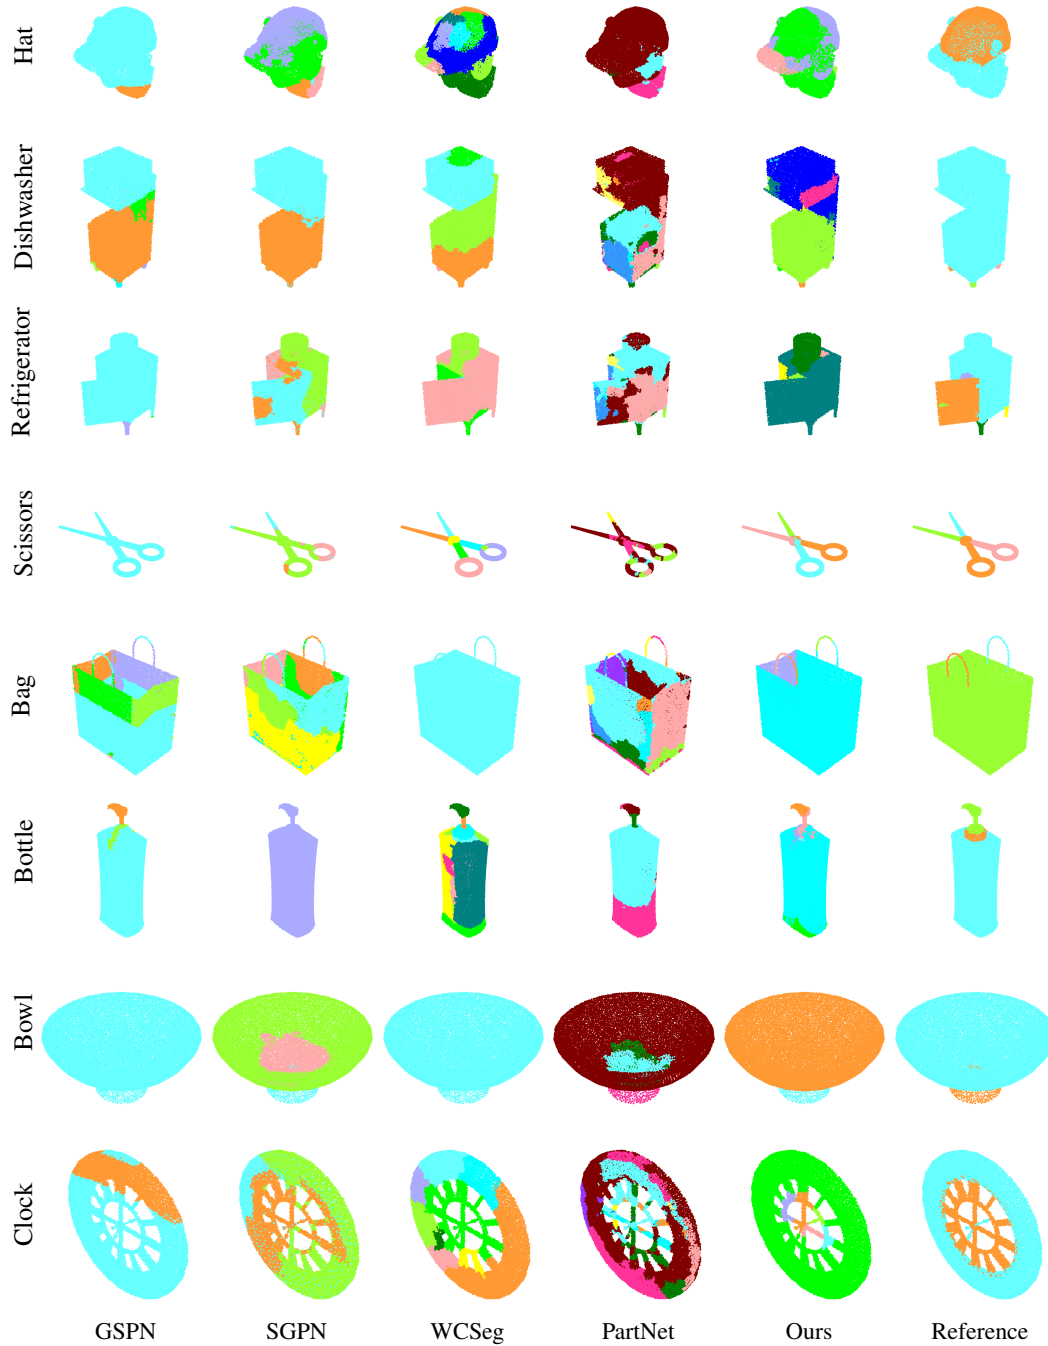 Hat
Dishwasher
Refrigerator
Scissors
Bag
Bottle
Bowl
Clock
GSPN SGPN WCSeg PartNet Ours Reference